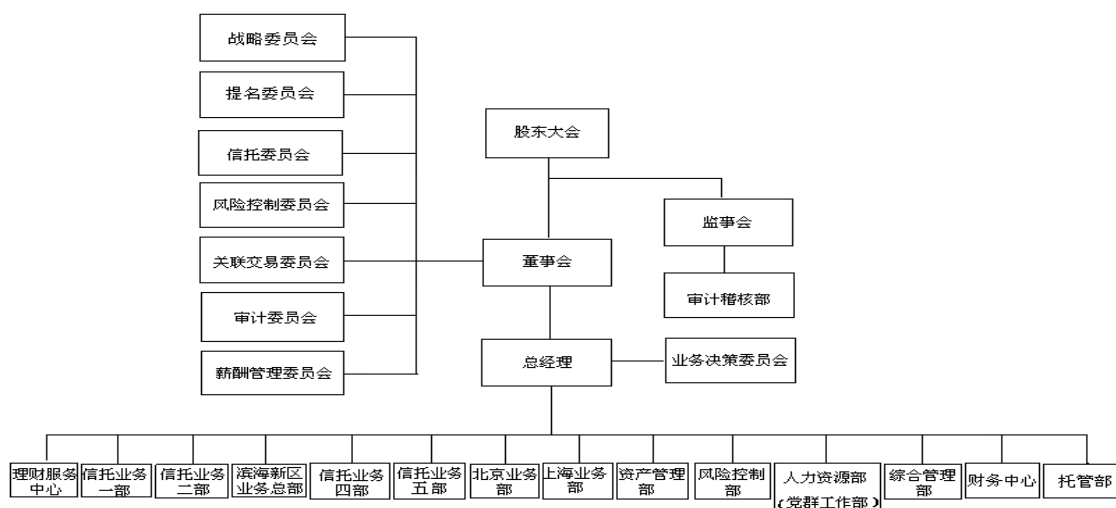 战略委员会
提名委员会
信托委员会
风险控制委员会
关联交易委员会
审计委员会
薪酬管理委员会
股东大会
监事会
董事会
审计稽核部
总经理
业务决策委员会
理财服务
中心
信托业务
一部
信托业务
二部
滨海新区
业务总部
信托业务
四部
信托业务
五部
北京业务
部
上海业务
部
资产管理
部
风险控制
部
人力资源部
(党群工作部)
综合管理
部
财务中心
托管部